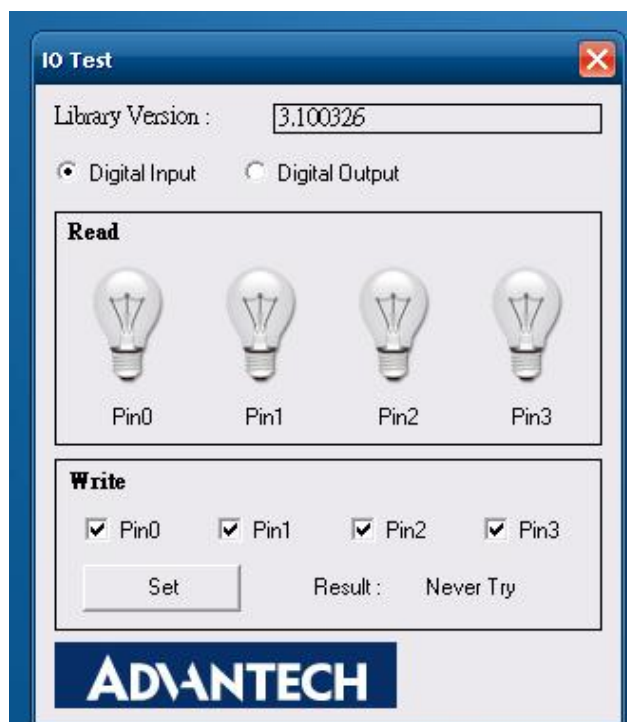 IO Test
Library Version : 3.100326
Digital Input Digital Output
Read
Pin0 Pin1 Pin2 Pin3
Write
Pin0 Pin1 Pin2 Pin3
Set Result : Never Try
ADVANTECH